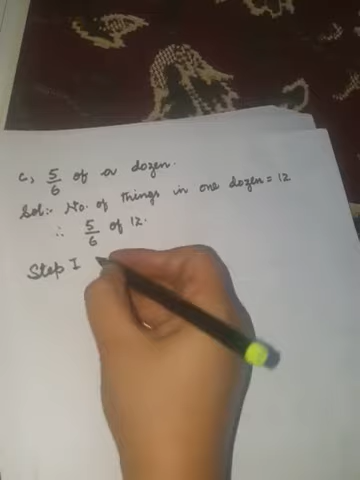 c, 5/6 of a dozen.
Sol:- No. of things in one dozen = 12
∴ 5/6 of 12.
Step I